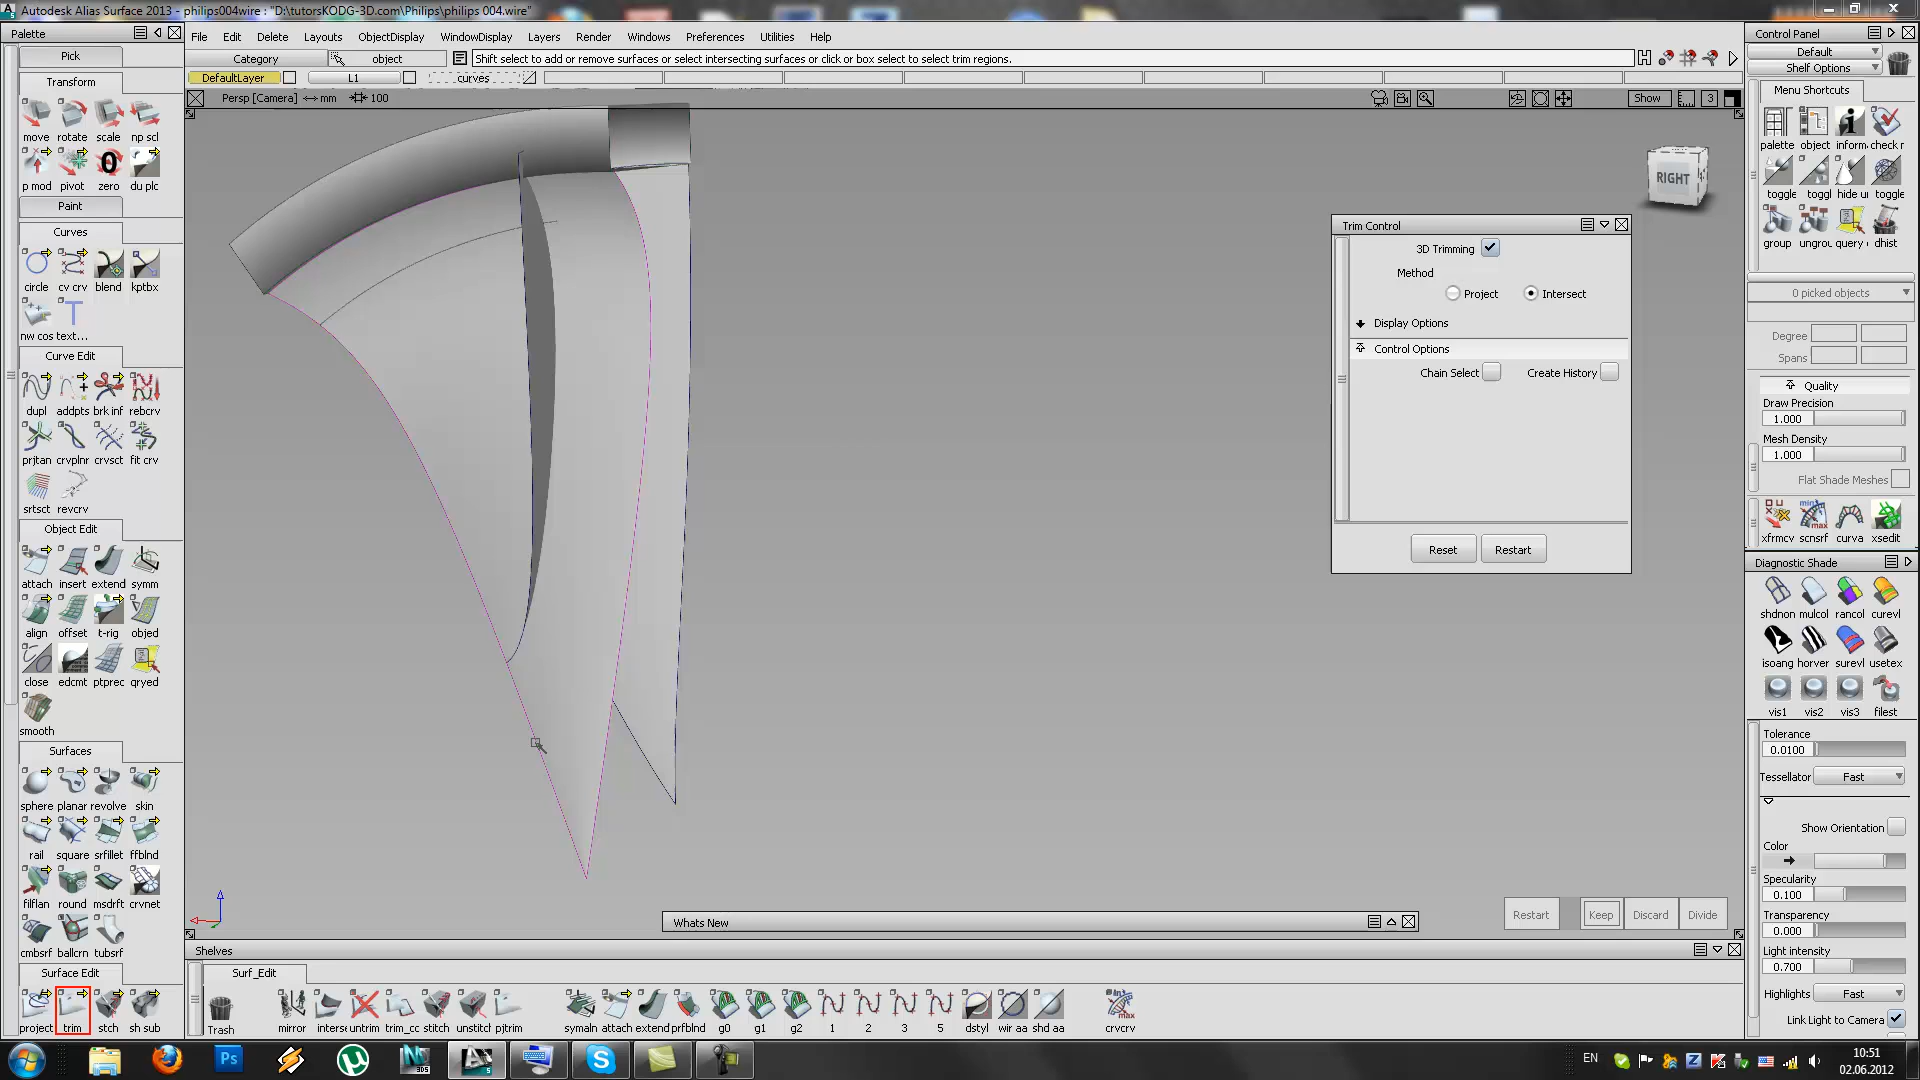 Autodesk Alias Surface 2013 - philips004wire : "D:\tutorsKODG-3D.com\Philips\philips 004.wire"
Palette
File Edit Delete Layouts ObjectDisplay WindowDisplay Layers Render Windows Preferences Utilities Help
Control Panel
Pick
Category object Shift select to add or remove surfaces or select intersecting surfaces or click or box select to select trim regions.
Default
Shelf Options
DefaultLayer L1 curves
Transform
Menu Shortcuts
Persp [Camera] mm 100
Show 3
move rotate scale np scl
palette object inform check r
p mod pivot zero du plc
toggle toggl hide u toggle
Paint
RIGHT
Curves
group ungrou query dhist
circle cv crv blend kptbx
Trim Control
3D Trimming
Method
Project Intersect
Display Options
Control Options
Chain Select Create History
Reset Restart
0 picked objects
Degree
Spans
Quality
Draw Precision
1.000
Mesh Density
1.000
Flat Shade Meshes
nw cos text...
Curve Edit
dupl addpts brk inf rebcrv
prjtan crvplnr crvsct fit crv
srtsct revcrv
xfrmcv scnsrf curva xsedit
Object Edit
Diagnostic Shade
attach insert extend symm
shdnon mulcol rancol curevl
align offset t-rig objed
isoang horver surevl usetex
close edcmt ptprec qryed
vis1 vis2 vis3 filest
smooth
Tolerance
0.0100
Surfaces
Tessellator Fast
sphere planar revolve skin
Show Orientation
rail square srfillet ffblnd
Color
Specularity
0.100
filflan round msdrft crvnet
Transparency
0.000
Whats New
Restart Keep Discard Divide
cmbsrf ballcrn tubsrf
Shelves
Light intensity
0.700
Surface Edit
Surf_Edit
Highlights Fast
project trim stch sh sub
Trash mirror interse untrim trim_cc stitch unstitcl pjtrim symaln attach extend prfblnd g0 g1 g2 1 2 3 5 dstyl wir aa shd aa crvcrv
Link Light to Camera
EN
10:51
02.06.2012